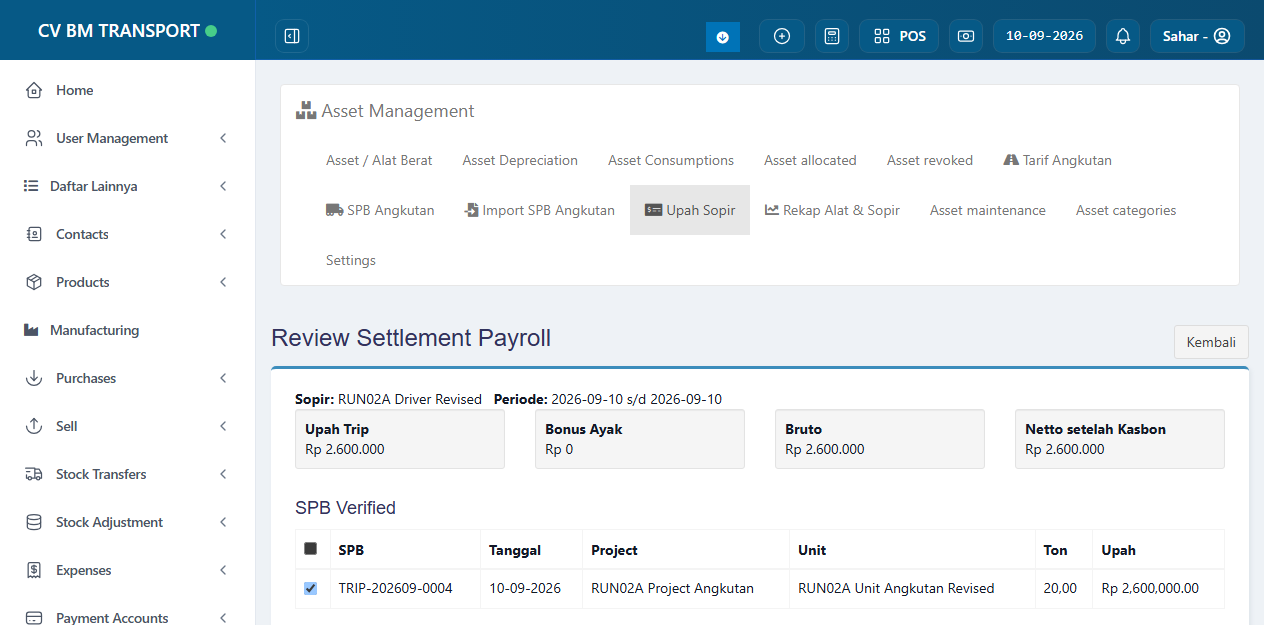 CV BM TRANSPORT
POS
10-09-2026
Sahar -
Home
User Management
Daftar Lainnya
Contacts
Products
Manufacturing
Purchases
Sell
Stock Transfers
Stock Adjustment
Expenses
Payment Accounts
Asset Management
Asset / Alat Berat Asset Depreciation Asset Consumptions Asset allocated Asset revoked Tarif Angkutan
SPB Angkutan Import SPB Angkutan Upah Sopir Rekap Alat & Sopir Asset maintenance Asset categories
Settings
Review Settlement Payroll
Kembali
Sopir: RUN02A Driver Revised Periode: 2026-09-10 s/d 2026-09-10
Upah Trip
Rp 2.600.000
Bonus Ayak
Rp 0
Bruto
Rp 2.600.000
Netto setelah Kasbon
Rp 2.600.000
SPB Verified
SPB Tanggal Project Unit Ton Upah
TRIP-202609-0004 10-09-2026 RUN02A Project Angkutan RUN02A Unit Angkutan Revised 20,00 Rp 2,600,000.00